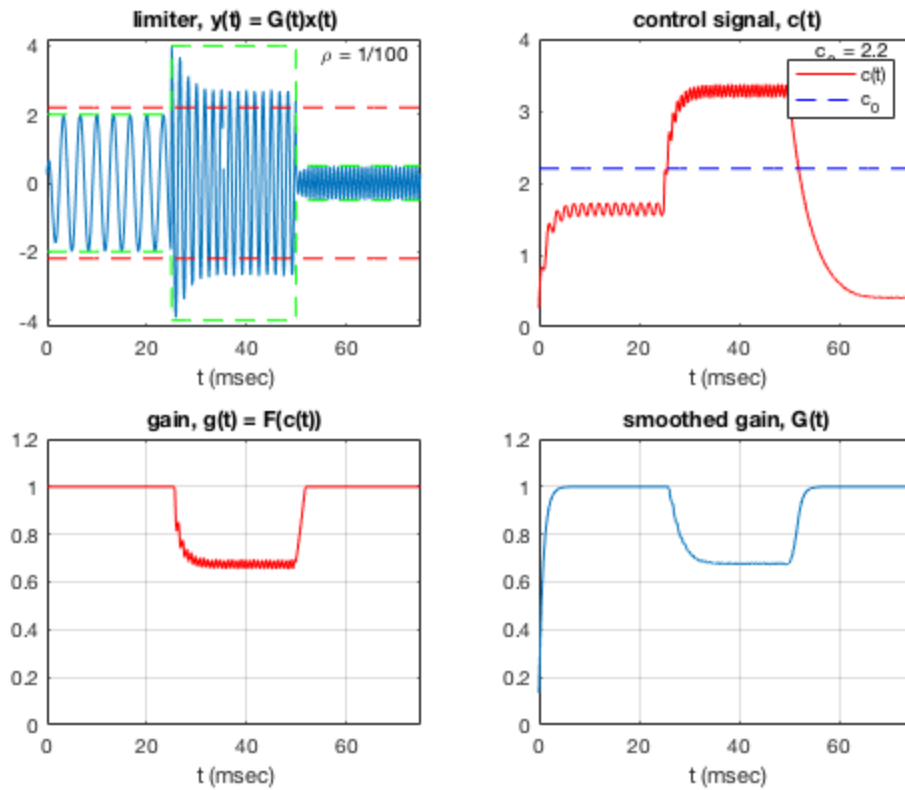 limiter, y(t) = G(t)x(t)
4
2
0
-2
-4
ρ = 1/100
0 20 40 60
t (msec)
control signal, c(t)
4
3
2
1
0
= 2.2
c(t)
c₀
0 20 40 60
t (msec)
gain, g(t) = F(c(t))
1.2
1
0.8
0.6
0.4
0.2
0
0 20 40 60
t (msec)
smoothed gain, G(t)
1.2
1
0.8
0.6
0.4
0.2
0
0 20 40 60
t (msec)